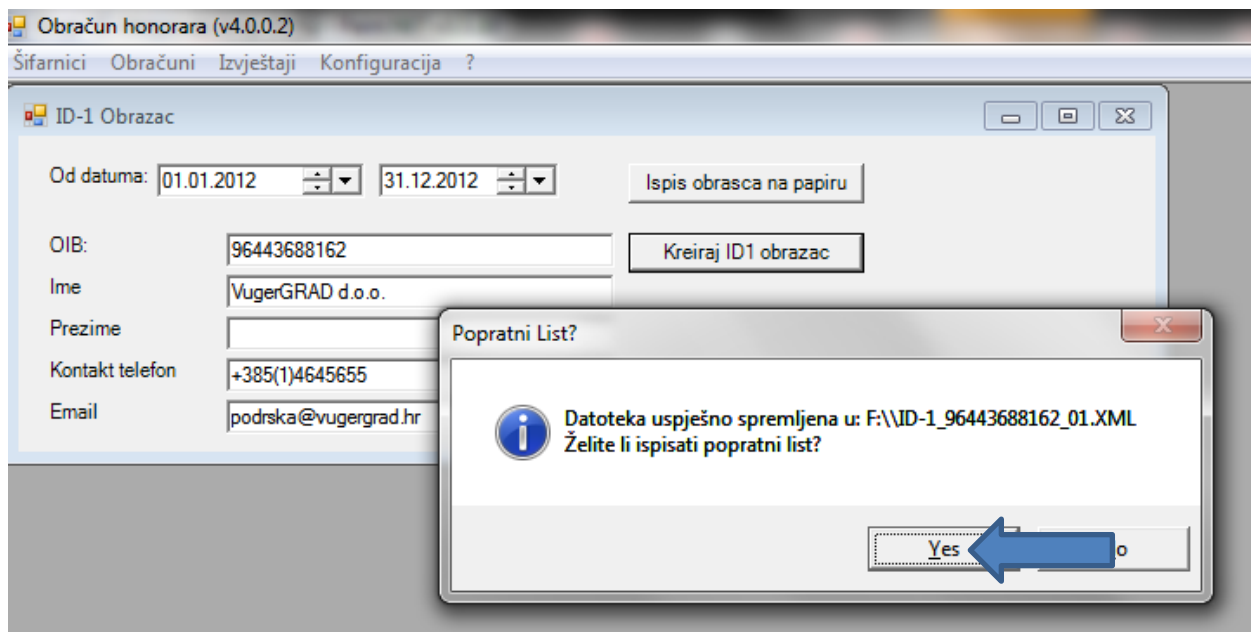 Obračun honorara (v4.0.0.2)
Šifarnici Obračuni Izvještaji Konfiguracija ?
ID-1 Obrazac
Od datuma: 01.01.2012 31.12.2012 Ispis obrasca na papiru
OIB: 96443688162 Kreiraj ID1 obrazac
Ime VugerGRAD d.o.o.
Prezime
Kontakt telefon +385(1)4645655
Email podrska@vugergrad.hr
Popratni List?
Datoteka uspješno spremljena u: F:\\ID-1_96443688162_01.XML
Želite li ispisati popratni list?
Yes